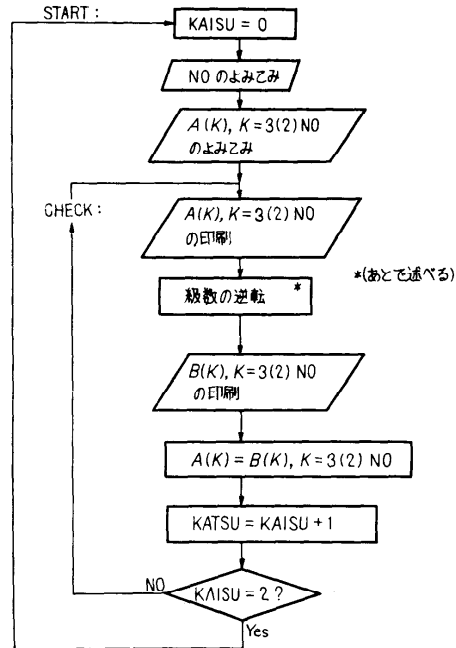 START :
KAISU = 0
NO のよみてみ
A(K), K = 3(2) NO
のよみてみ
CHECK :
A(K), K = 3(2) NO
の印刷
*(あとで述べる)
級数の逆転 *
B(K), K = 3(2) NO
の印刷
A(K) = B(K), K = 3(2) NO
KATSU = KAISU + 1
NO
KAISU = 2 ?
Yes